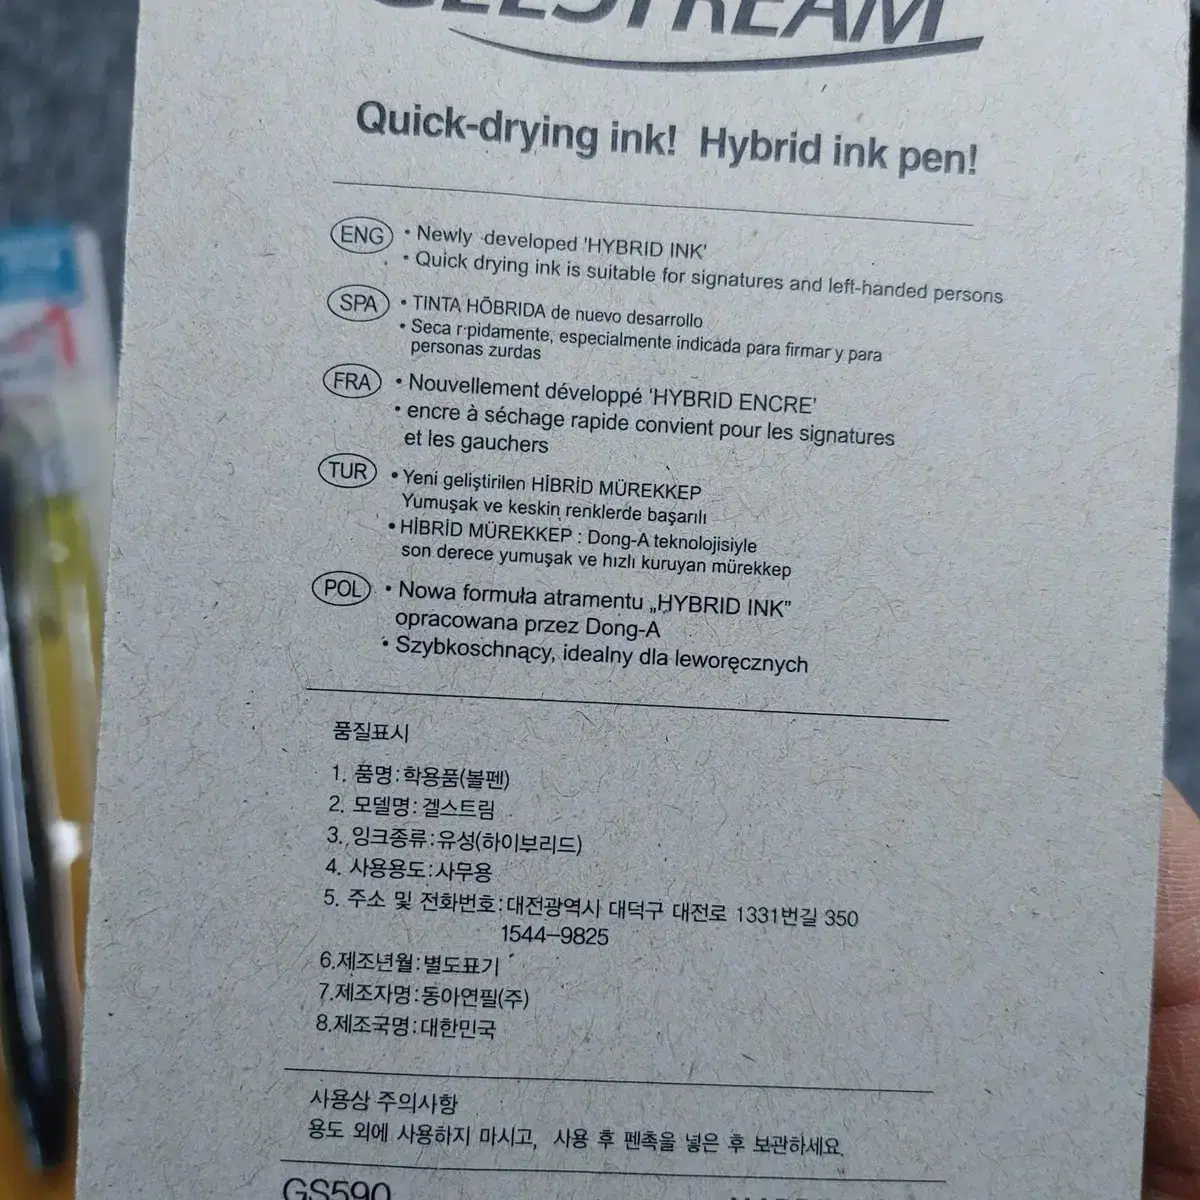 GELSTREAM
Quick-drying ink! Hybrid ink pen!
ENG • Newly developed 'HYBRID INK'
• Quick drying ink is suitable for signatures and left-handed persons
SPA • TINTA HÕBRIDA de nuevo desarrollo
• Seca r·pidamente, especialmente indicada para firmar y para
personas zurdas
FRA • Nouvellement développé 'HYBRID ENCRE'
• encre à séchage rapide convient pour les signatures
et les gauchers
TUR • Yeni geliştirilen HİBRİD MÜREKKEP
Yumuşak ve keskin renklerde başarılı
• HİBRİD MÜREKKEP : Dong-A teknolojisiyle
son derece yumuşak ve hızlı kuruyan mürekkep
POL • Nowa formuła atramentu „HYBRID INK"
opracowana przez Dong-A
• Szybkoschnący, idealny dla leworęcznych
품질표시
1. 품명:학용품(볼펜)
2. 모델명:겔스트림
3. 잉크종류:유성(하이브리드)
4. 사용용도:사무용
5. 주소 및 전화번호:대전광역시 대덕구 대전로 1331번길 350
1544-9825
6.제조년월:별도표기
7.제조자명:동아연필(주)
8.제조국명:대한민국
사용상 주의사항
용도 외에 사용하지 마시고, 사용 후 펜촉을 넣은 후 보관하세요.
GS590